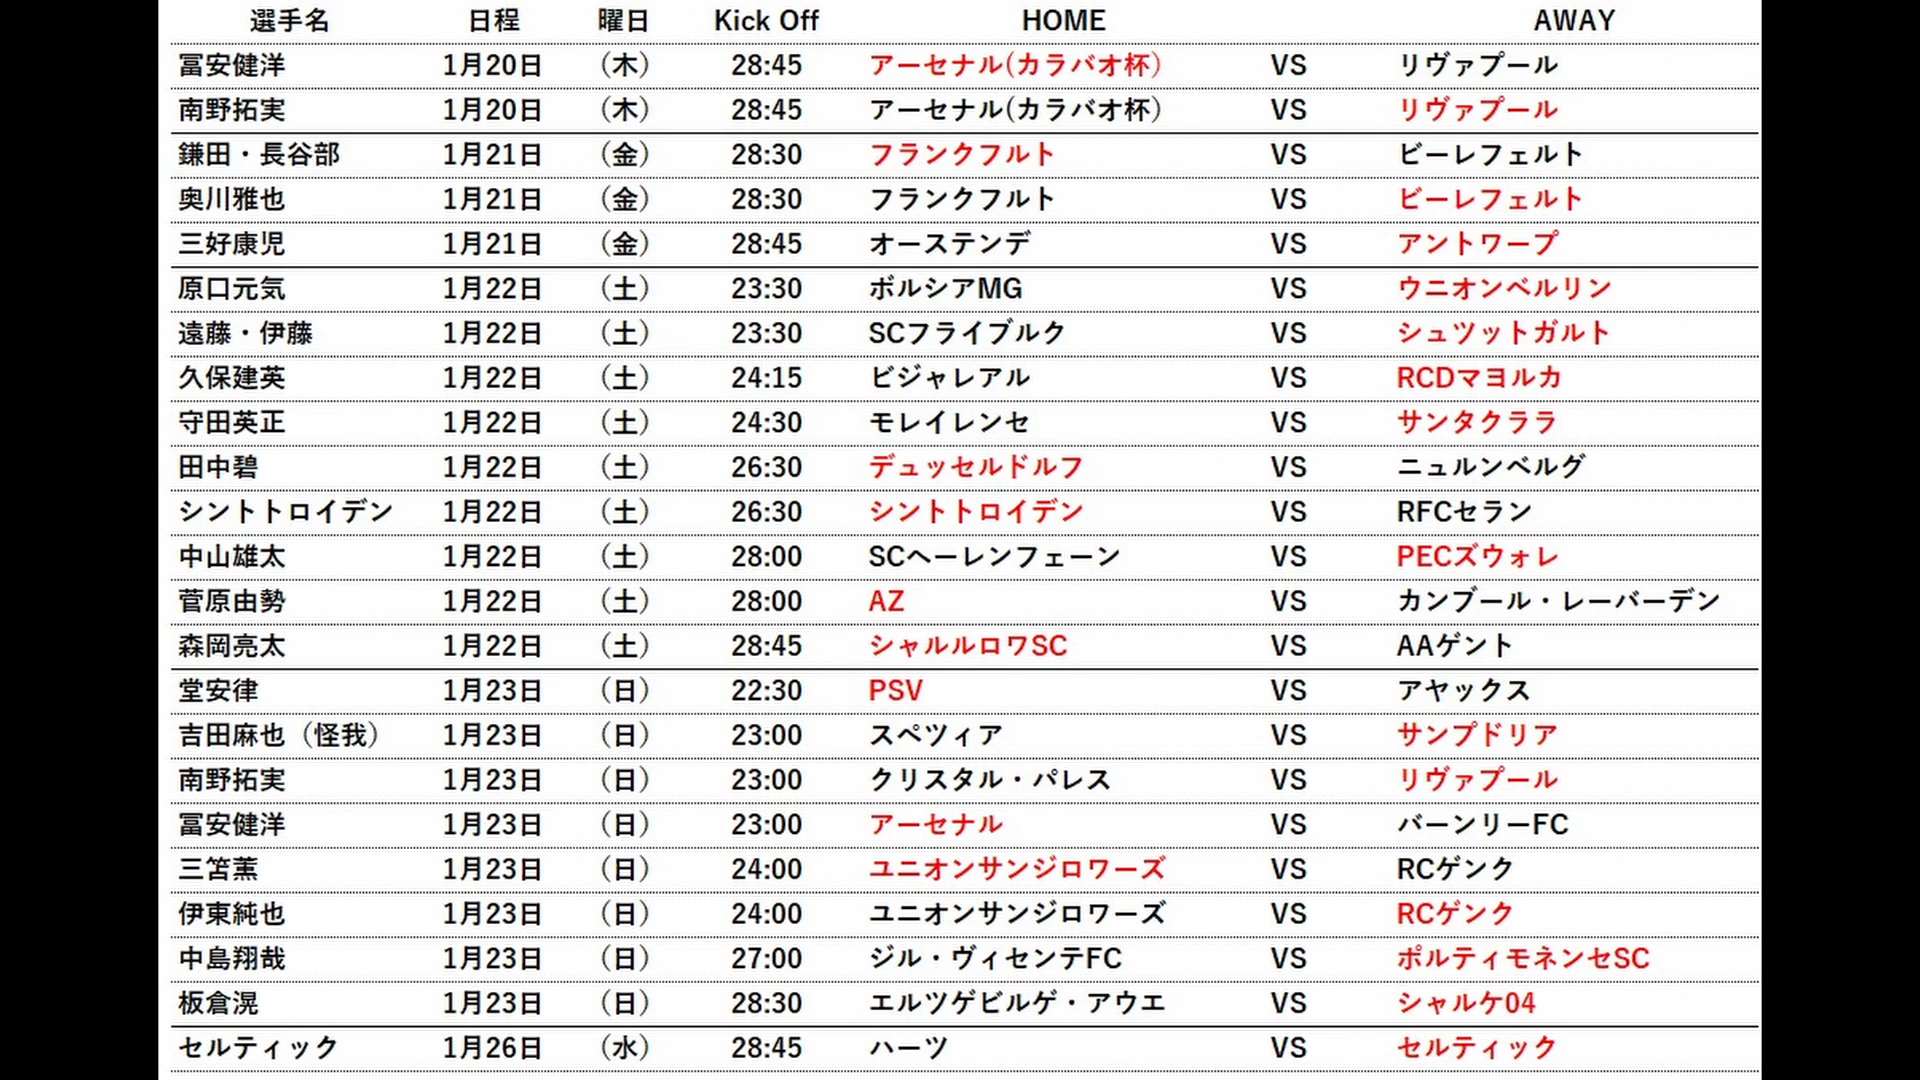 選手名 日程 曜日 Kick Off HOME AWAY
冨安健洋 1月20日 (木) 28:45 アーセナル(カラバオ杯) VS リヴァプール
南野拓実 1月20日 (木) 28:45 アーセナル(カラバオ杯) VS リヴァプール
鎌田・長谷部 1月21日 (金) 28:30 フランクフルト VS ビーレフェルト
奥川雅也 1月21日 (金) 28:30 フランクフルト VS ビーレフェルト
三好康児 1月21日 (金) 28:45 オーステンデ VS アントワープ
原口元気 1月22日 (土) 23:30 ボルシアMG VS ウニオンベルリン
遠藤・伊藤 1月22日 (土) 23:30 SCフライブルク VS シュツットガルト
久保建英 1月22日 (土) 24:15 ビジャレアル VS RCDマヨルカ
守田英正 1月22日 (土) 24:30 モレイレンセ VS サンタクララ
田中碧 1月22日 (土) 26:30 デュッセルドルフ VS ニュルンベルグ
シントトロイデン 1月22日 (土) 26:30 シントトロイデン VS RFCセラン
中山雄太 1月22日 (土) 28:00 SCヘーレンフェーン VS PECズウォレ
菅原由勢 1月22日 (土) 28:00 AZ VS カンブール・レーバーデン
森岡亮太 1月22日 (土) 28:45 シャルルロワSC VS AAゲント
堂安律 1月23日 (日) 22:30 PSV VS アヤックス
吉田麻也（怪我） 1月23日 (日) 23:00 スペツィア VS サンプドリア
南野拓実 1月23日 (日) 23:00 クリスタル・パレス VS リヴァプール
冨安健洋 1月23日 (日) 23:00 アーセナル VS バーンリーFC
三笘薫 1月23日 (日) 24:00 ユニオンサンジロワーズ VS RCゲンク
伊東純也 1月23日 (日) 24:00 ユニオンサンジロワーズ VS RCゲンク
中島翔哉 1月23日 (日) 27:00 ジル・ヴィセンテFC VS ポルティモネンセSC
板倉滉 1月23日 (日) 28:30 エルツゲビルゲ・アウエ VS シャルケ04
セルティック 1月26日 (水) 28:45 ハーツ VS セルティック